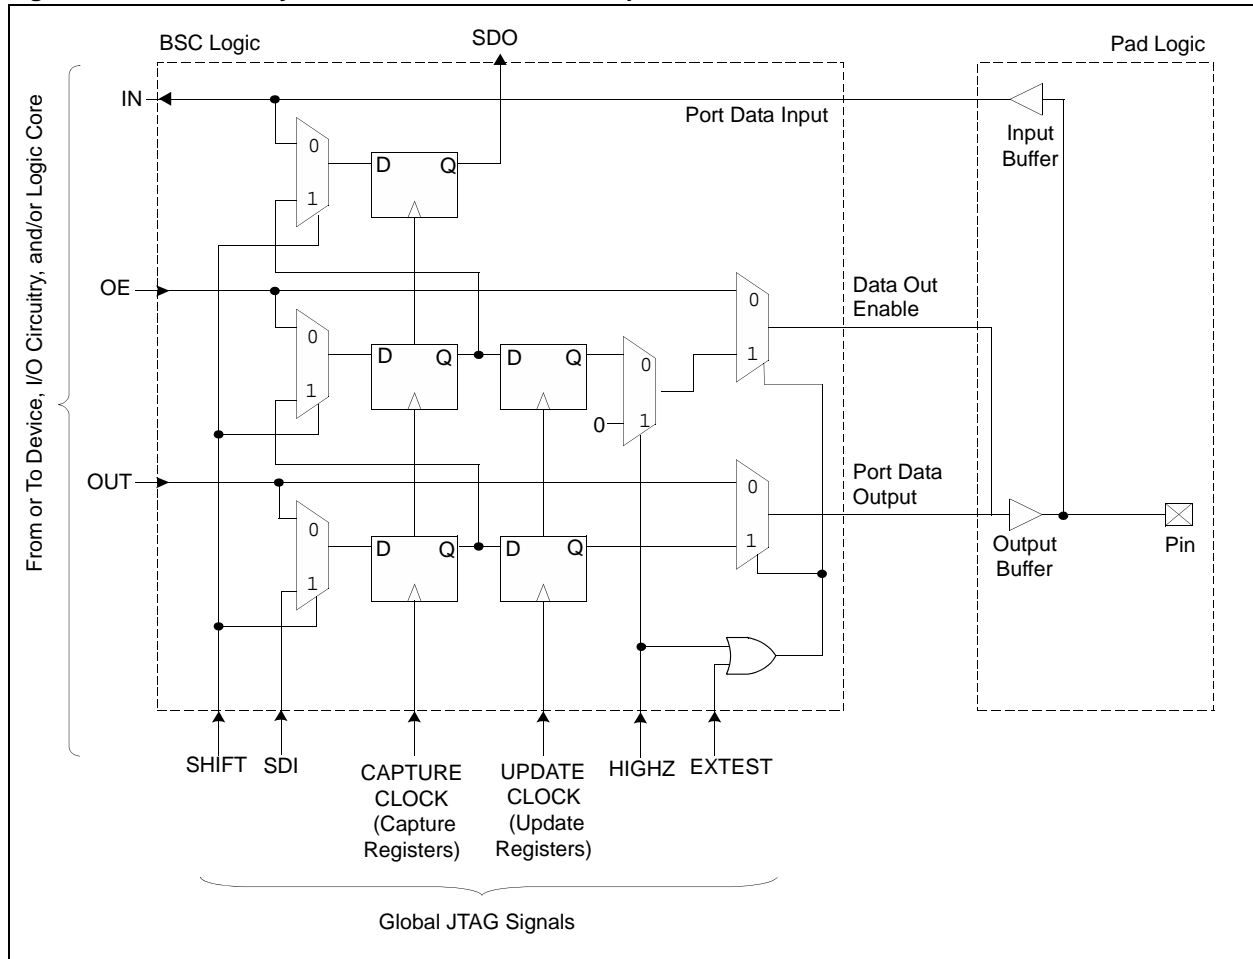 BSC Logic
SDO
Pad Logic
IN
Port Data Input
Input
Buffer
0
D Q
1
From or To Device, I/O Circuitry, and/or Logic Core
OE
Data Out
Enable
0
0
D Q
D Q
0
1
1
0
1
OUT
Port Data
Output
0
0
D Q
D Q
1
Output
Buffer
Pin
1
SHIFT
SDI
CAPTURE
CLOCK
(Capture
Registers)
UPDATE
CLOCK
(Update
Registers)
HIGHZ
EXTEST
Global JTAG Signals